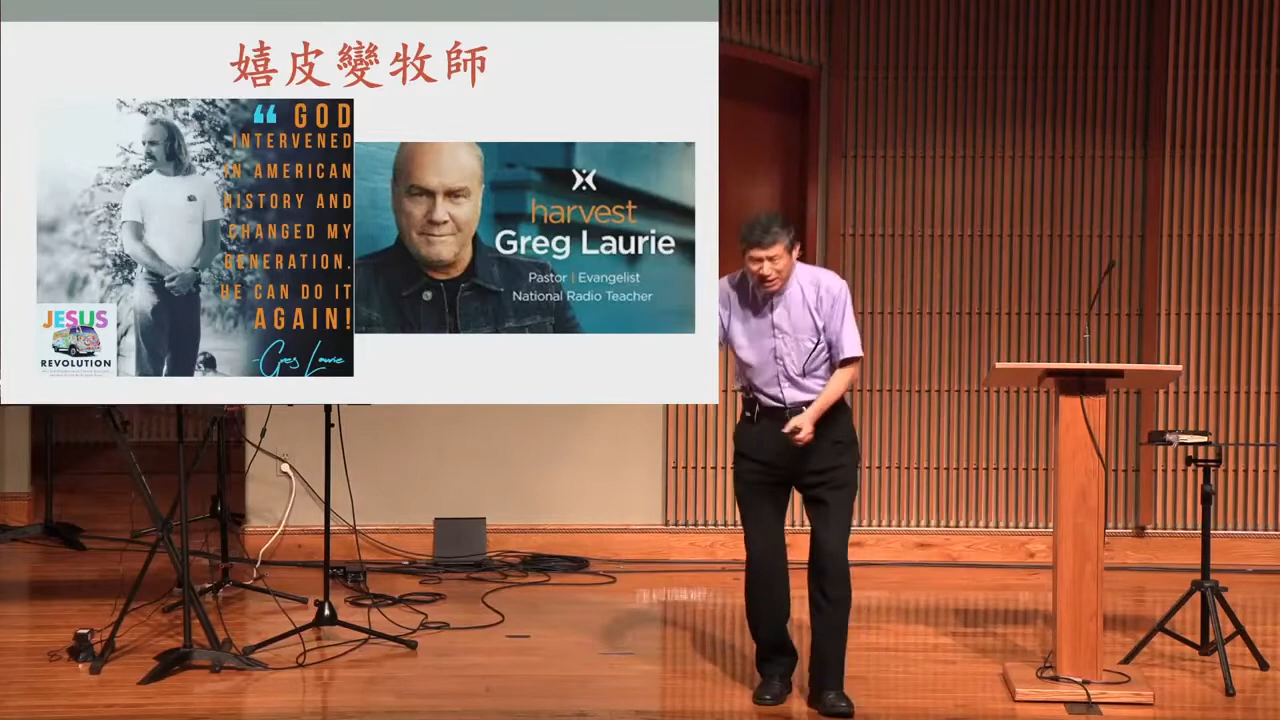 嬉皮變牧師
“ GOD
INTERVENED
IN AMERICAN
HISTORY AND
CHANGED MY
GENERATION.
HE CAN DO IT
AGAIN!
-Greg Laurie
JESUS
REVOLUTION
harvest
Greg Laurie
Pastor | Evangelist
National Radio Teacher